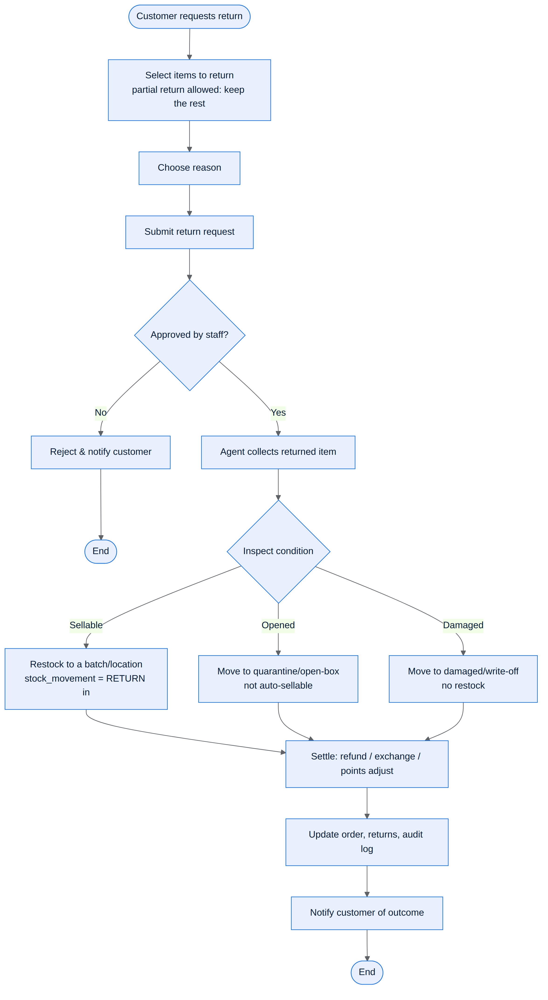 Customer requests return
Select items to return
partial return allowed: keep
the rest
Choose reason
Submit return request
Approved by staff?
No
Yes
Reject & notify customer
Agent collects returned item
End
Inspect condition
Sellable
Opened
Damaged
Restock to a batch/location
stock_movement = RETURN
in
Move to quarantine/open-box
not auto-sellable
Move to damaged/write-off
no restock
Settle: refund / exchange /
points adjust
Update order, returns, audit
log
Notify customer of outcome
End